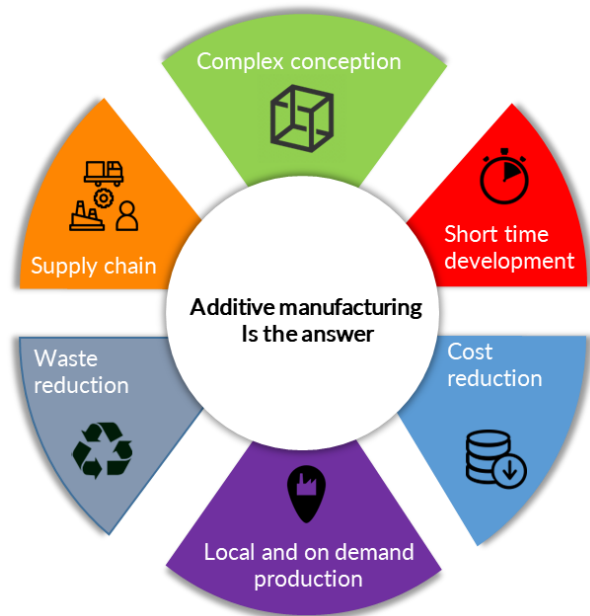 Complex conception
Short time
development
Cost
reduction
Local and on demand
production
Waste
reduction
Supply chain
Additive manufacturing
Is the answer